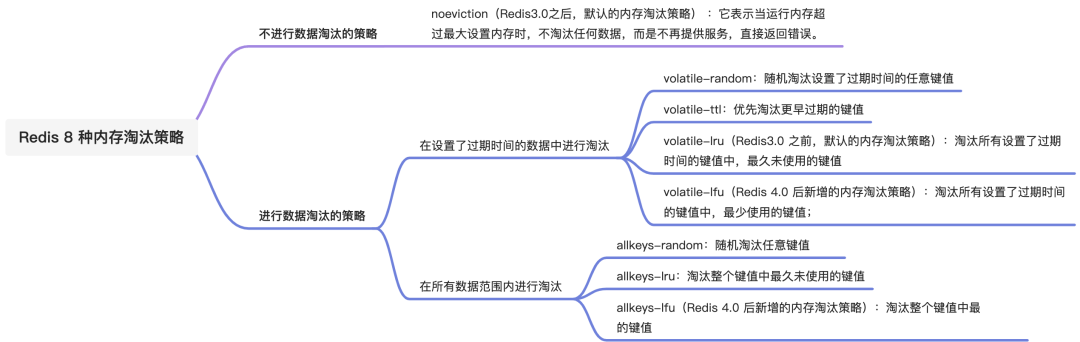 Redis 8 种内存淘汰策略
不进行数据淘汰的策略
noeviction（Redis3.0之后，默认的内存淘汰策略）：它表示当运行内存超
过最大设置内存时，不淘汰任何数据，而是不再提供服务，直接返回错误。
进行数据淘汰的策略
在设置了过期时间的数据中进行淘汰
volatile-random：随机淘汰设置了过期时间的任意键值
volatile-ttl：优先淘汰更早过期的键值
volatile-lru（Redis3.0 之前，默认的内存淘汰策略）：淘汰所有设置了过期
时间的键值中，最久未使用的键值
volatile-lfu（Redis 4.0 后新增的内存淘汰策略）：淘汰所有设置了过期时间
的键值中，最少使用的键值；
在所有数据范围内进行淘汰
allkeys-random：随机淘汰任意键值
allkeys-lru：淘汰整个键值中最久未使用的键值
allkeys-lfu（Redis 4.0 后新增的内存淘汰策略）：淘汰整个键值中最
的键值